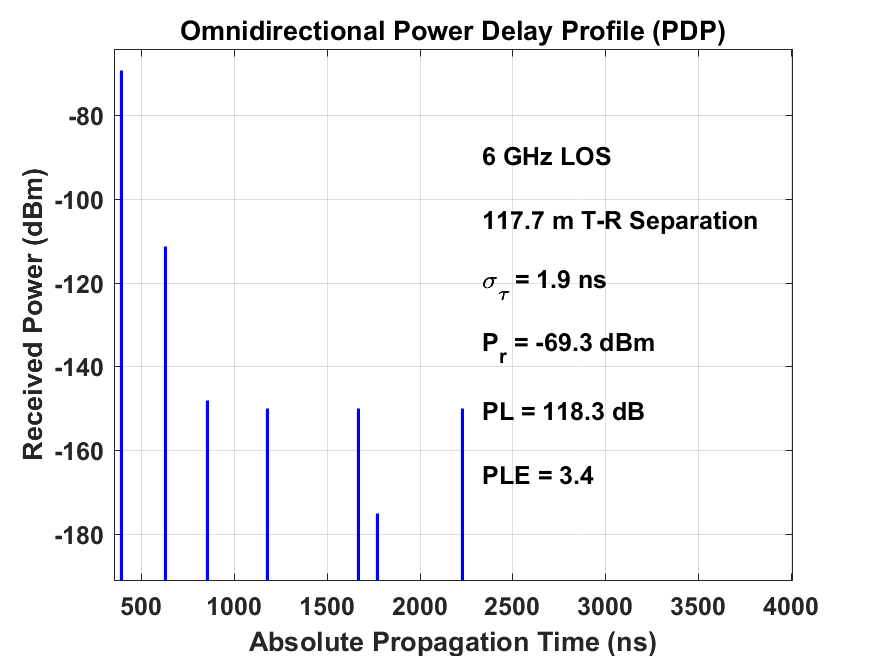 Omnidirectional Power Delay Profile (PDP)
Received Power (dBm)
-80
-100
-120
-140
-160
-180
6 GHz LOS
117.7 m T-R Separation
σ_τ = 1.9 ns
P_r = -69.3 dBm
PL = 118.3 dB
PLE = 3.4
500 1000 1500 2000 2500 3000 3500 4000
Absolute Propagation Time (ns)